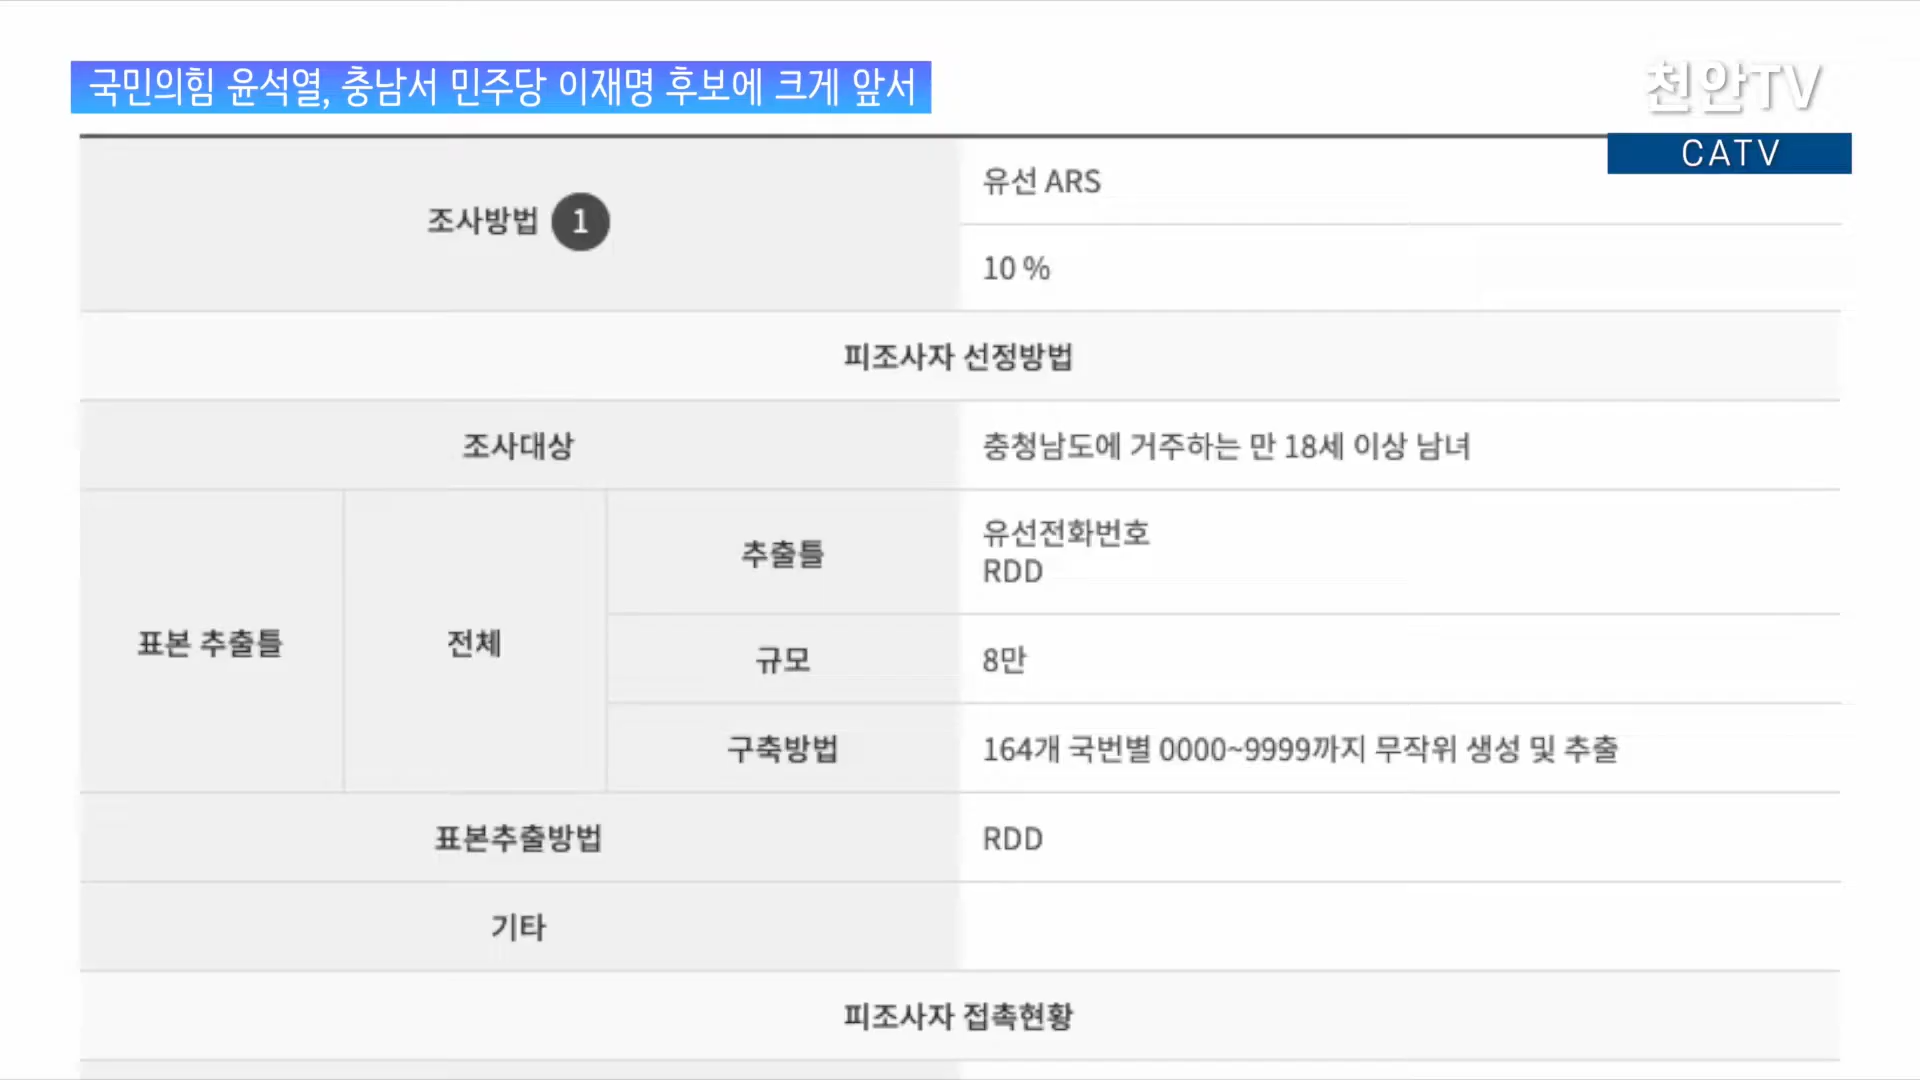 국민의힘 윤석열, 충남서 민주당 이재명 후보에 크게 앞서
천안TV
CATV
조사방법 1
유선 ARS
10 %
피조사자 선정방법
조사대상
충청남도에 거주하는 만 18세 이상 남녀
표본 추출틀
전체
추출틀
유선전화번호
RDD
규모
8만
구축방법
164개 국번별 0000~9999까지 무작위 생성 및 추출
표본추출방법
RDD
기타
피조사자 접촉현황